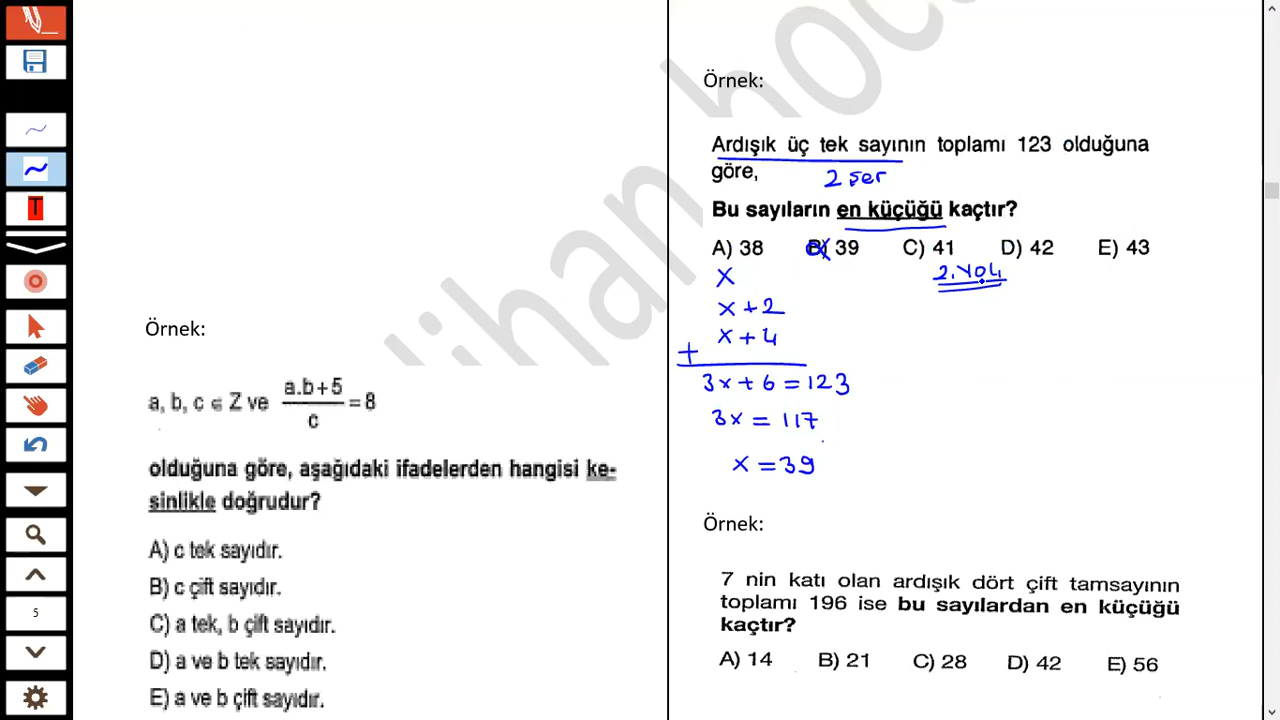 Örnek:
a, b, c ∈ Z ve a.b+5 / c = 8
olduğuna göre, aşağıdaki ifadelerden hangisi ke-
sinlikle doğrudur?
A) c tek sayıdır.
B) c çift sayıdır.
C) a tek, b çift sayıdır.
D) a ve b tek sayıdır.
E) a ve b çift sayıdır.
Örnek:
Ardışık üç tek sayının toplamı 123 olduğuna
göre,
2 şer
Bu sayıların en küçüğü kaçtır?
A) 38 B) 39 C) 41 D) 42 E) 43
2.YOL
x
x + 2
x + 4
+
3x + 6 = 123
3x = 117
x = 39
Örnek:
7 nin katı olan ardışık dört çift tamsayının
toplamı 196 ise bu sayılardan en küçüğü
kaçtır?
A) 14 B) 21 C) 28 D) 42 E) 56
T
5